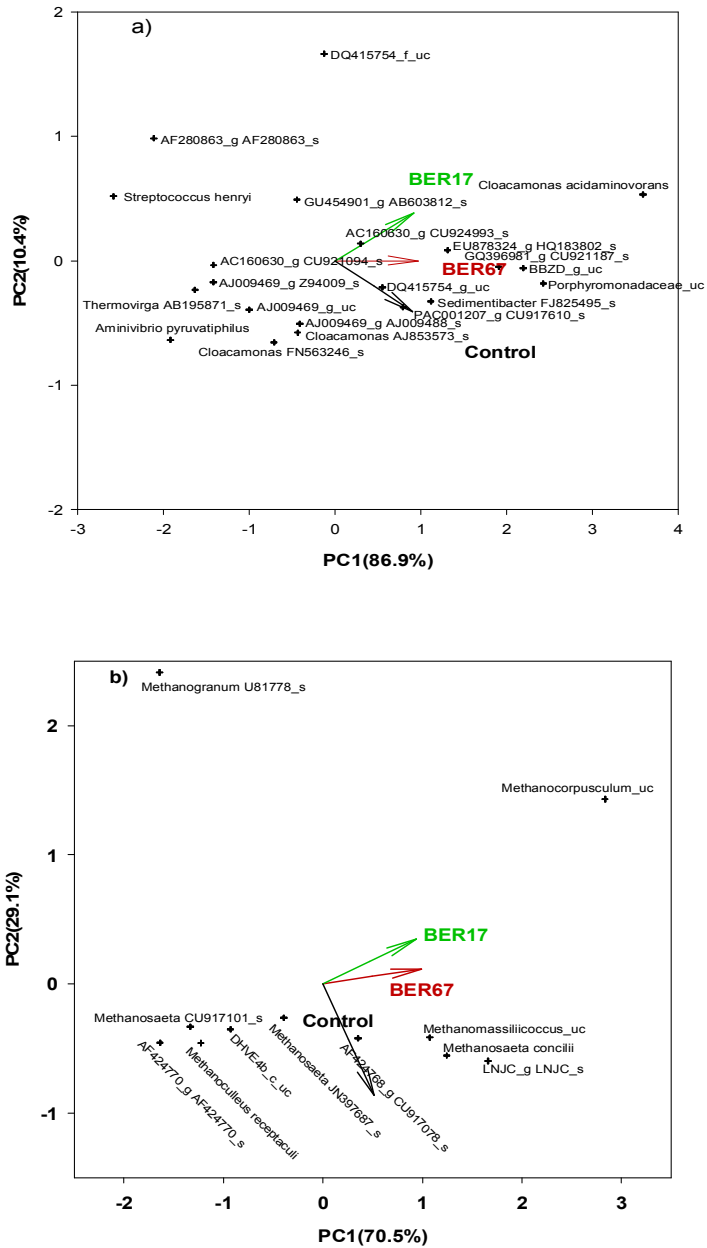 a)
2
DQ415754_f_uc
AF280863_g AF280863_s
1
BER17
Cloacamonas acidaminovorans
Streptococcus henryi
GU454901_g AB603812_s
AC160630_g CU924993_s
EU878324_g HQ183802_s
GQ396981_g CU921187_s
PC2(10.4%)
0
AC160630_g CU921094_s
BER67
BBZD_g_uc
AJ009469_g Z94009_s
DQ415754_g_uc
Porphyromonadaceae_uc
Thermovirga AB195871_s
AJ009469_g_uc
Sedimentibacter FJ825495_s
PAC001207_g CU917610_s
Aminivibrio pyruvatiphilus
AJ009469_g AJ009488_s
Cloacamonas AJ853573_s
Cloacamonas FN563246_s
Control
-1
-2
-3 -2 -1 0 1 2 3 4
PC1(86.9%)
b)
Methanogranum U81778_s
2
Methanocorpusculum_uc
1
BER17
PC2(29.1%)
0
BER67
Methanosaeta CU917101_s
Control
Methanomassiliicoccus_uc
Methanosaeta concilii
LNJC_g LNJC_s
AF424770_g AF424770_s
Methanoculleus receptaculi
DHVE4b_c_uc
Methanosaeta JN397687_s
AF424768_g CU917078_s
-1
-2 -1 0 1 2 3
PC1(70.5%)